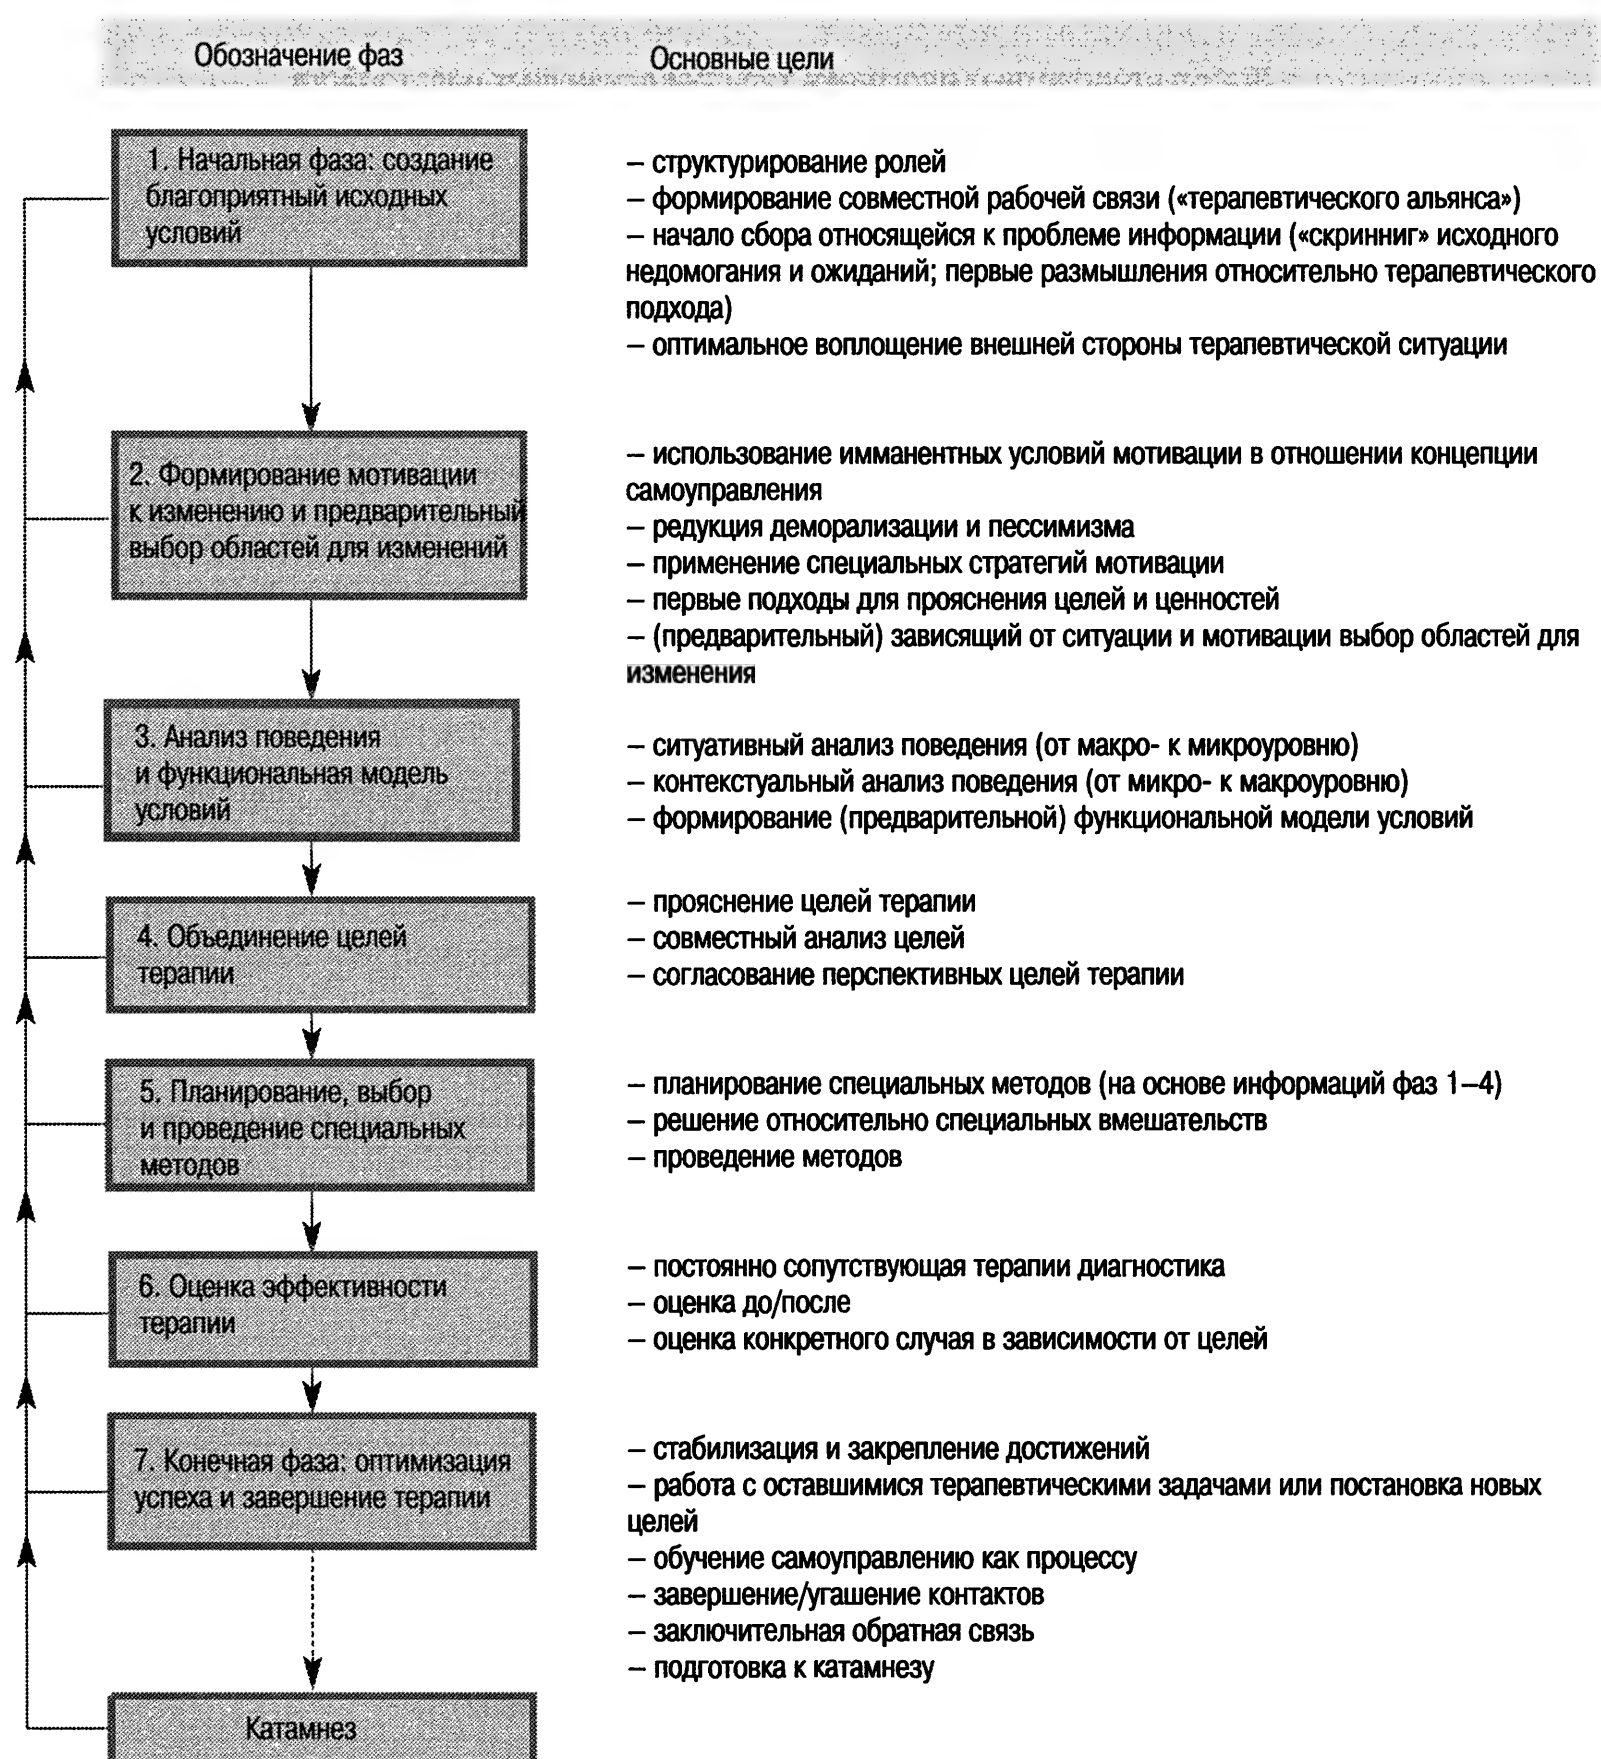 Обозначение фаз
Основные цели
1. Начальная фаза: создание
благоприятный исходных
условий
– структурирование ролей
– формирование совместной рабочей связи («терапевтического альянса»)
– начало сбора относящейся к проблеме информации («скринниг» исходного
недомогания и ожиданий; первые размышления относительно терапевтического
подхода)
– оптимальное воплощение внешней стороны терапевтической ситуации
2. Формирование мотивации
к изменению и предварительный
выбор областей для изменений
– использование имманентных условий мотивации в отношении концепции
самоуправления
– редукция деморализации и пессимизма
– применение специальных стратегий мотивации
– первые подходы для прояснения целей и ценностей
– (предварительный) зависящий от ситуации и мотивации выбор областей для
изменения
3. Анализ поведения
и функциональная модель
условий
– ситуативный анализ поведения (от макро- к микроуровню)
– контекстуальный анализ поведения (от микро- к макроуровню)
– формирование (предварительной) функциональной модели условий
4. Объединение целей
терапии
– прояснение целей терапии
– совместный анализ целей
– согласование перспективных целей терапии
5. Планирование, выбор
и проведение специальных
методов
– планирование специальных методов (на основе информаций фаз 1–4)
– решение относительно специальных вмешательств
– проведение методов
6. Оценка эффективности
терапии
– постоянно сопутствующая терапии диагностика
– оценка до/после
– оценка конкретного случая в зависимости от целей
7. Конечная фаза: оптимизация
успеха и завершение терапии
– стабилизация и закрепление достижений
– работа с оставшимися терапевтическими задачами или постановка новых
целей
– обучение самоуправлению как процессу
– завершение/угашение контактов
– заключительная обратная связь
– подготовка к катамнезу
Катамнез